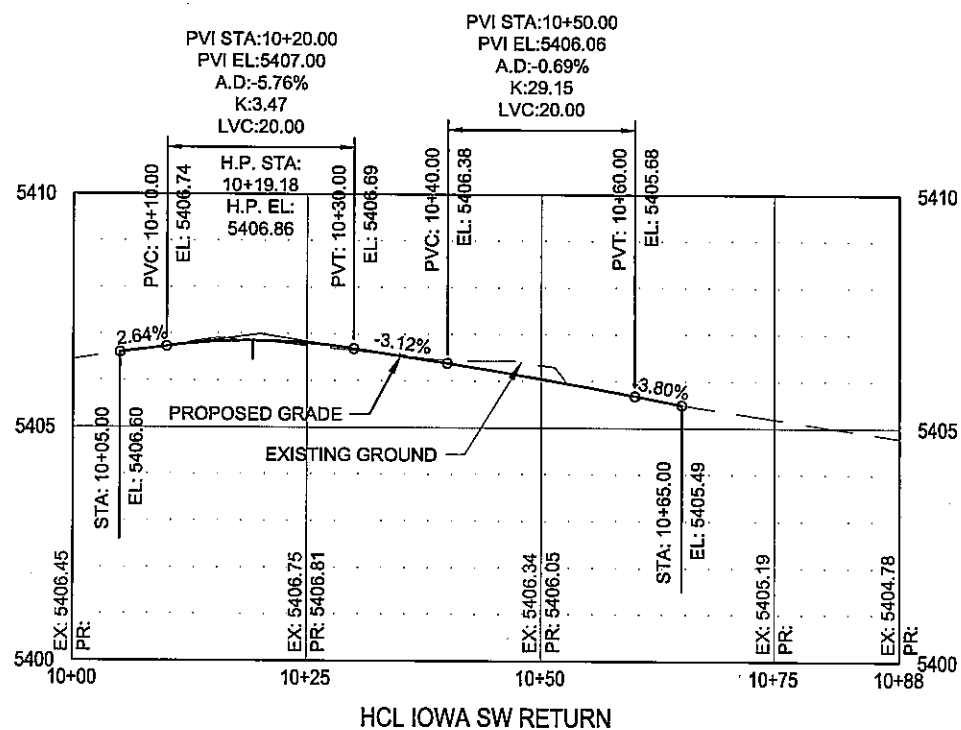 PVI STA:10+20.00
PVI EL:5407.00
A.D:-5.76%
K:3.47
LVC:20.00
PVI STA:10+50.00
PVI EL:5406.06
A.D:-0.69%
K:29.15
LVC:20.00
H.P. STA:
10+19.18
H.P. EL:
5406.86
PVC: 10+10.00
EL: 5406.74
PVT: 10+30.00
EL: 5406.69
PVC: 10+40.00
EL: 5406.38
PVT: 10+60.00
EL: 5405.68
5410
5410
2.64%
-3.12%
-3.80%
PROPOSED GRADE
EXISTING GROUND
5405
5405
STA: 10+05.00
EL: 5406.60
STA: 10+65.00
EL: 5405.49
EX: 5406.45
PR:
EX: 5406.75
PR: 5406.81
EX: 5406.34
PR: 5406.05
EX: 5405.19
PR:
EX: 5404.78
PR:
5400
5400
10+00
10+25
10+50
10+75
10+88
HCL IOWA SW RETURN